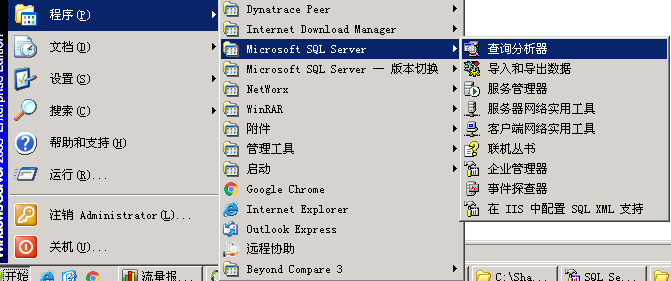 程序(P)
文档(D)
设置(S)
搜索(C)
帮助和支持(H)
运行(R)...
注销 Administrator(L)...
关机(U)...
Dynatrace Peer
Internet Download Manager
Microsoft SQL Server
Microsoft SQL Server — 版本切换
NetWorx
WinRAR
附件
管理工具
启动
Google Chrome
Internet Explorer
Outlook Express
远程协助
Beyond Compare 3
查询分析器
导入和导出数据
服务管理器
服务器网络实用工具
客户端网络实用工具
联机丛书
企业管理器
事件探查器
在 IIS 中配置 SQL XML 支持
Enterprise Edition
开始
流量报...
C:\Sha...
SQL Se...